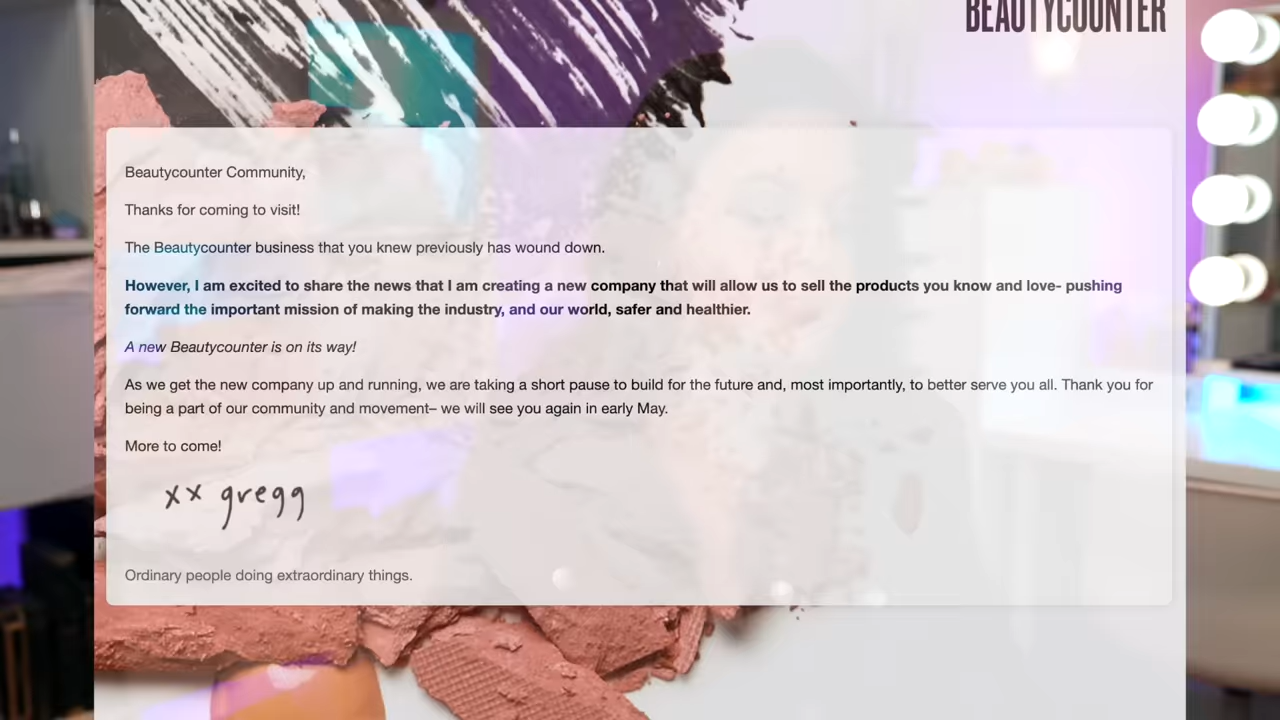 BEAUTYCOUNTER
Beautycounter Community,
Thanks for coming to visit!
The Beautycounter business that you knew previously has wound down.
However, I am excited to share the news that I am creating a new company that will allow us to sell the products you know and love- pushing
forward the important mission of making the industry, and our world, safer and healthier.
A new Beautycounter is on its way!
As we get the new company up and running, we are taking a short pause to build for the future and, most importantly, to better serve you all. Thank you for
being a part of our community and movement– we will see you again in early May.
More to come!
xx gregg
Ordinary people doing extraordinary things.